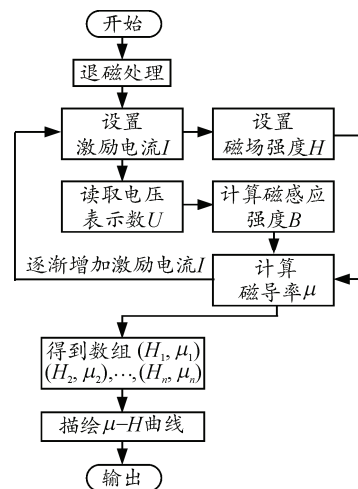 开始
退磁处理
设置
激励电流I
设置
磁场强度H
读取电压
表示数U
计算磁感应
强度B
逐渐增加激励电流I
计算
磁导率μ
得到数组(H₁, μ₁)
(H₂, μ₂),…,(Hₙ, μₙ)
描绘μ-H曲线
输出